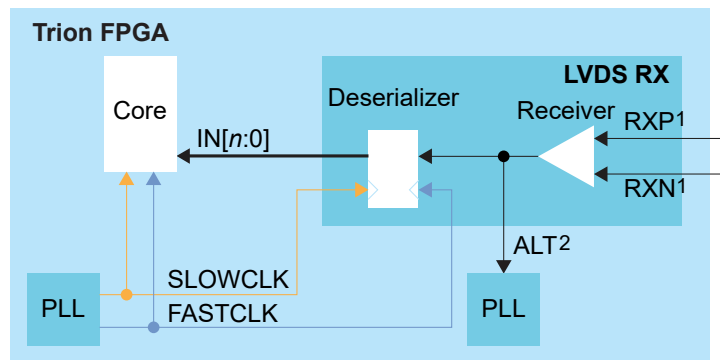 Trion FPGA
LVDS RX
Deserializer
Receiver
Core
RXP1
IN[n:0]
RXN1
ALT2
SLOWCLK
PLL
PLL
FASTCLK